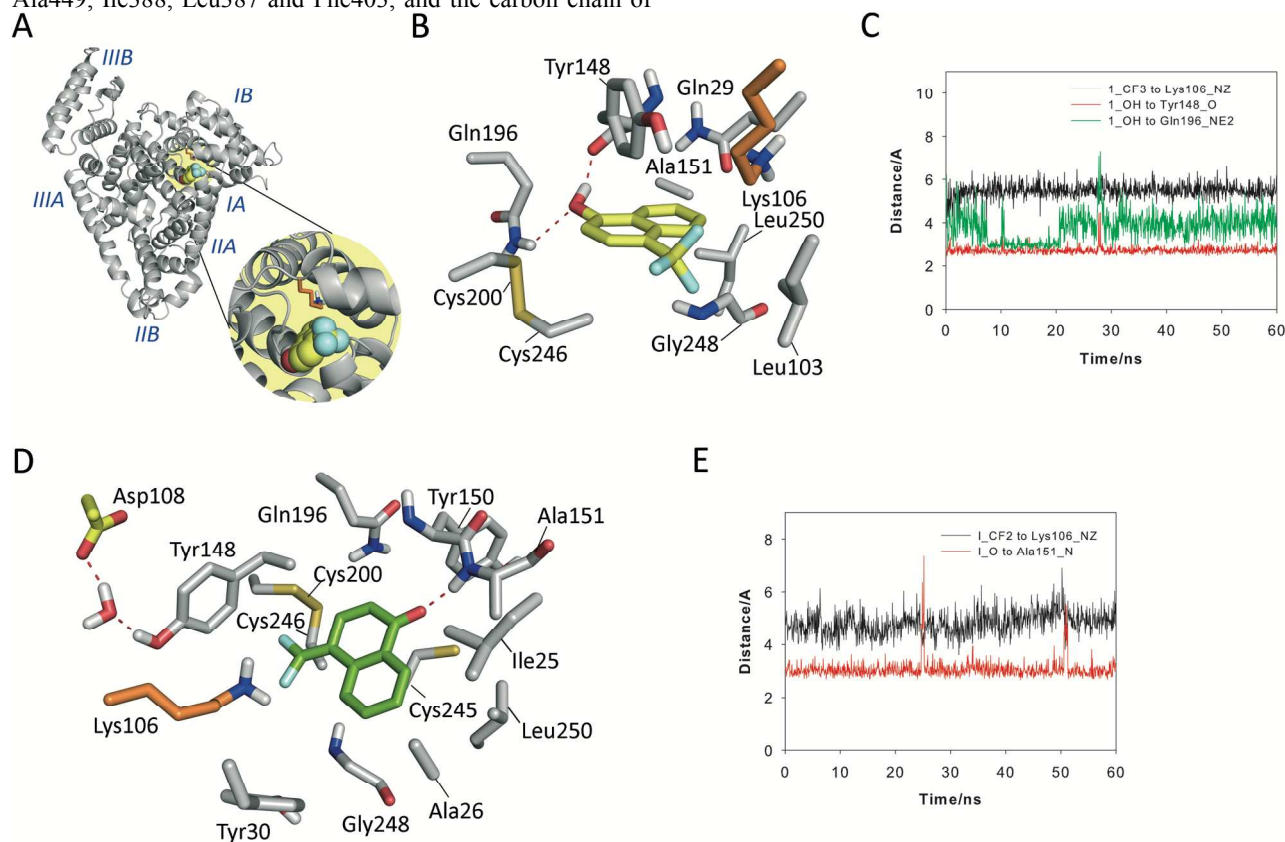 Ala449, Ile388, Leu387 and Phe403, and the carbon chain of
A
IIIB
IB
IIIA
IA
IIA
IIB
B
Tyr148
Gln29
Gln196
Ala151
Lys106
Leu250
Cys200
Cys246
Gly248
Leu103
C
1_CF3 to Lys106_NZ
1_OH to Tyr148_O
1_OH to Gln196_NE2
10
8
6
4
2
0
Distance/A
0 10 20 30 40 50 60
Time/ns
D
Asp108
Gln196
Tyr150
Ala151
Tyr148
Cys200
Cys246
Ile25
Lys106
Cys245
Leu250
Tyr30
Gly248
Ala26
E
I_CF2 to Lys106_NZ
I_O to Ala151_N
8
6
4
2
0
Distance/A
0 10 20 30 40 50 60
Time/ns